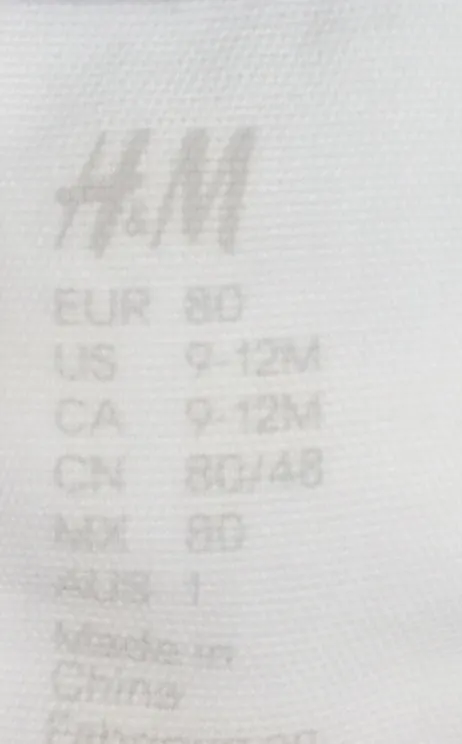 H&M
EUR 80
US 9-12M
CA 9-12M
CN 80/48
MX 80
AUS 1
Made in
China